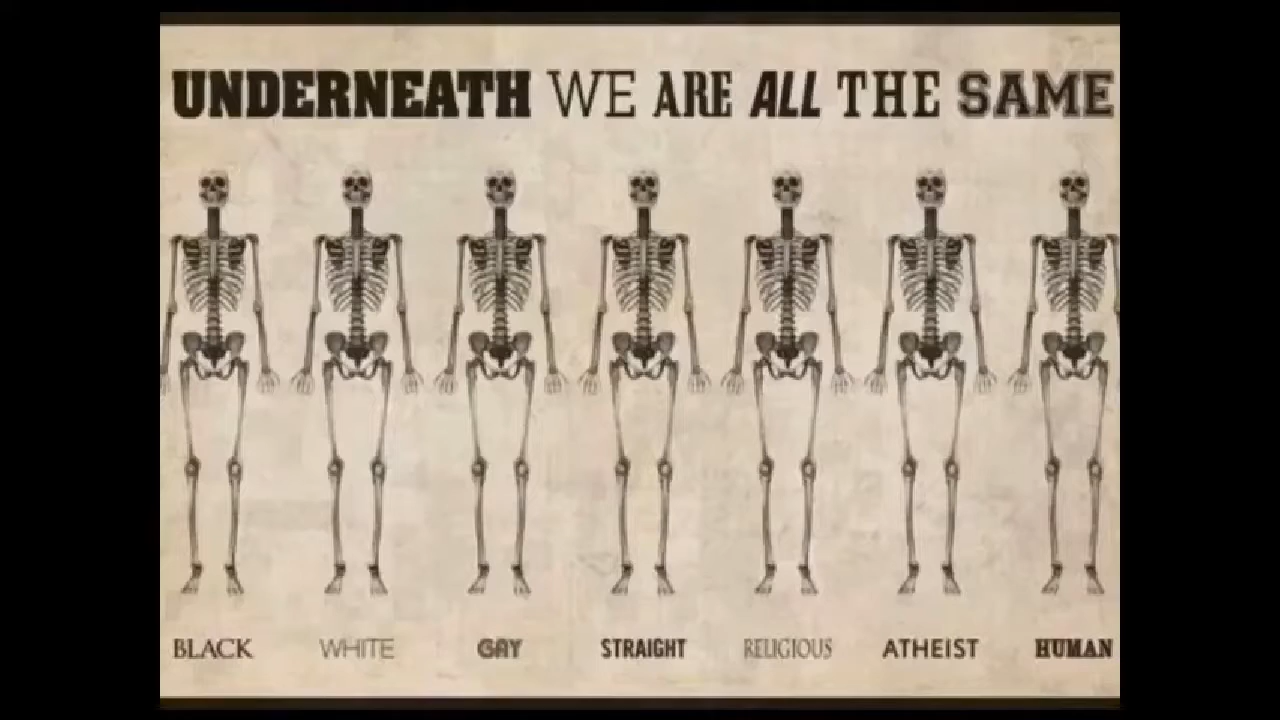 UNDERNEATH WE ARE ALL THE SAME
BLACK WHITE GAY STRAIGHT RELIGIOUS ATHEIST HUMAN